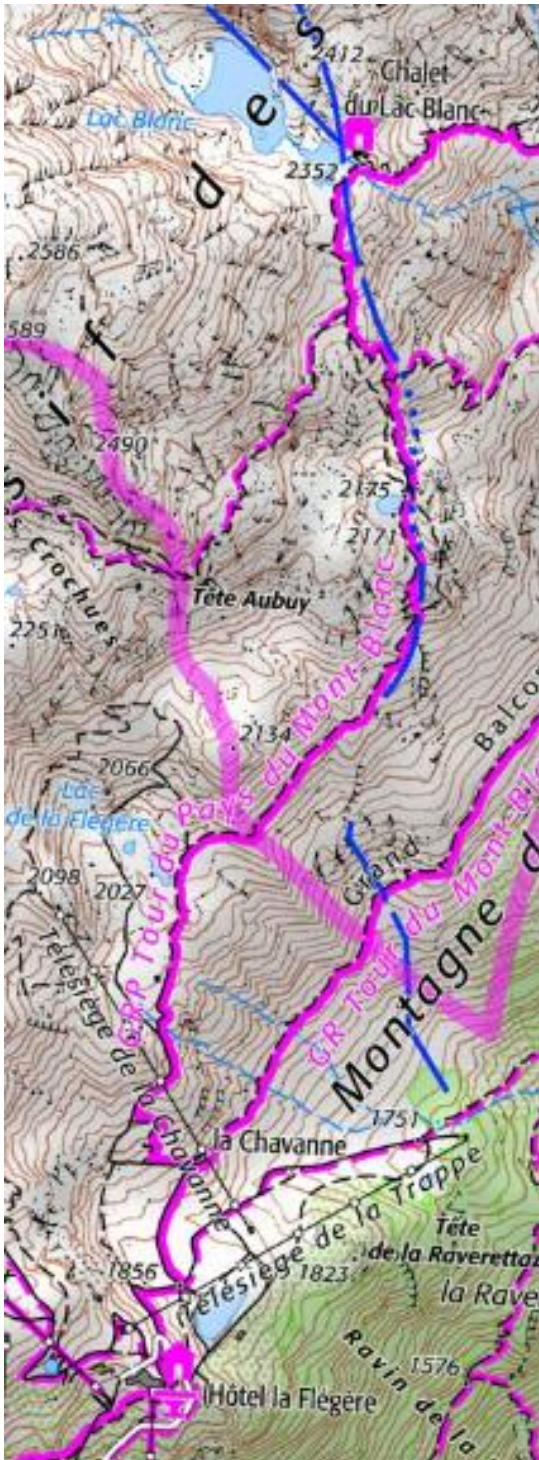 s
2412
Chalet
du Lac Blanc
Lac Blanc
e
2352
d
2586
f
589
i
2490
s
2175
2171
s Crochues
Tête Aubuy
2251
GRP Tour du Pays du Mont-Blanc
2134
Balcon
2066
Lac
de la Flégère
Grand
2098
2027
GR Tour du Mont-Bla
Montagne d
Télésiège de la Chavanne
1751
la Chavanne
Télésiège de la Trappe
Tête
de la Raverettaz
1856
1823
la Rave
1576
Ravin de la
Hôtel la Flégère